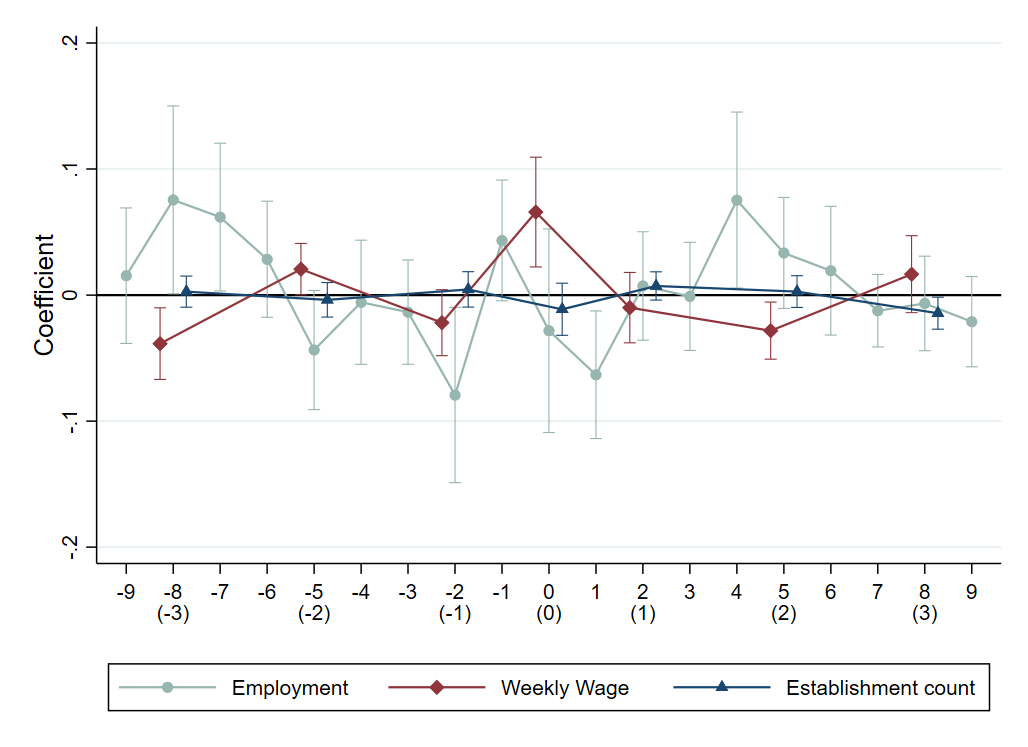 .2
.1
0
-.1
-.2
Coefficient
-9 -8 -7 -6 -5 -4 -3 -2 -1 0 1 2 3 4 5 6 7 8 9
(-3) (-2) (-1) (0) (1) (2) (3)
Employment Weekly Wage Establishment count